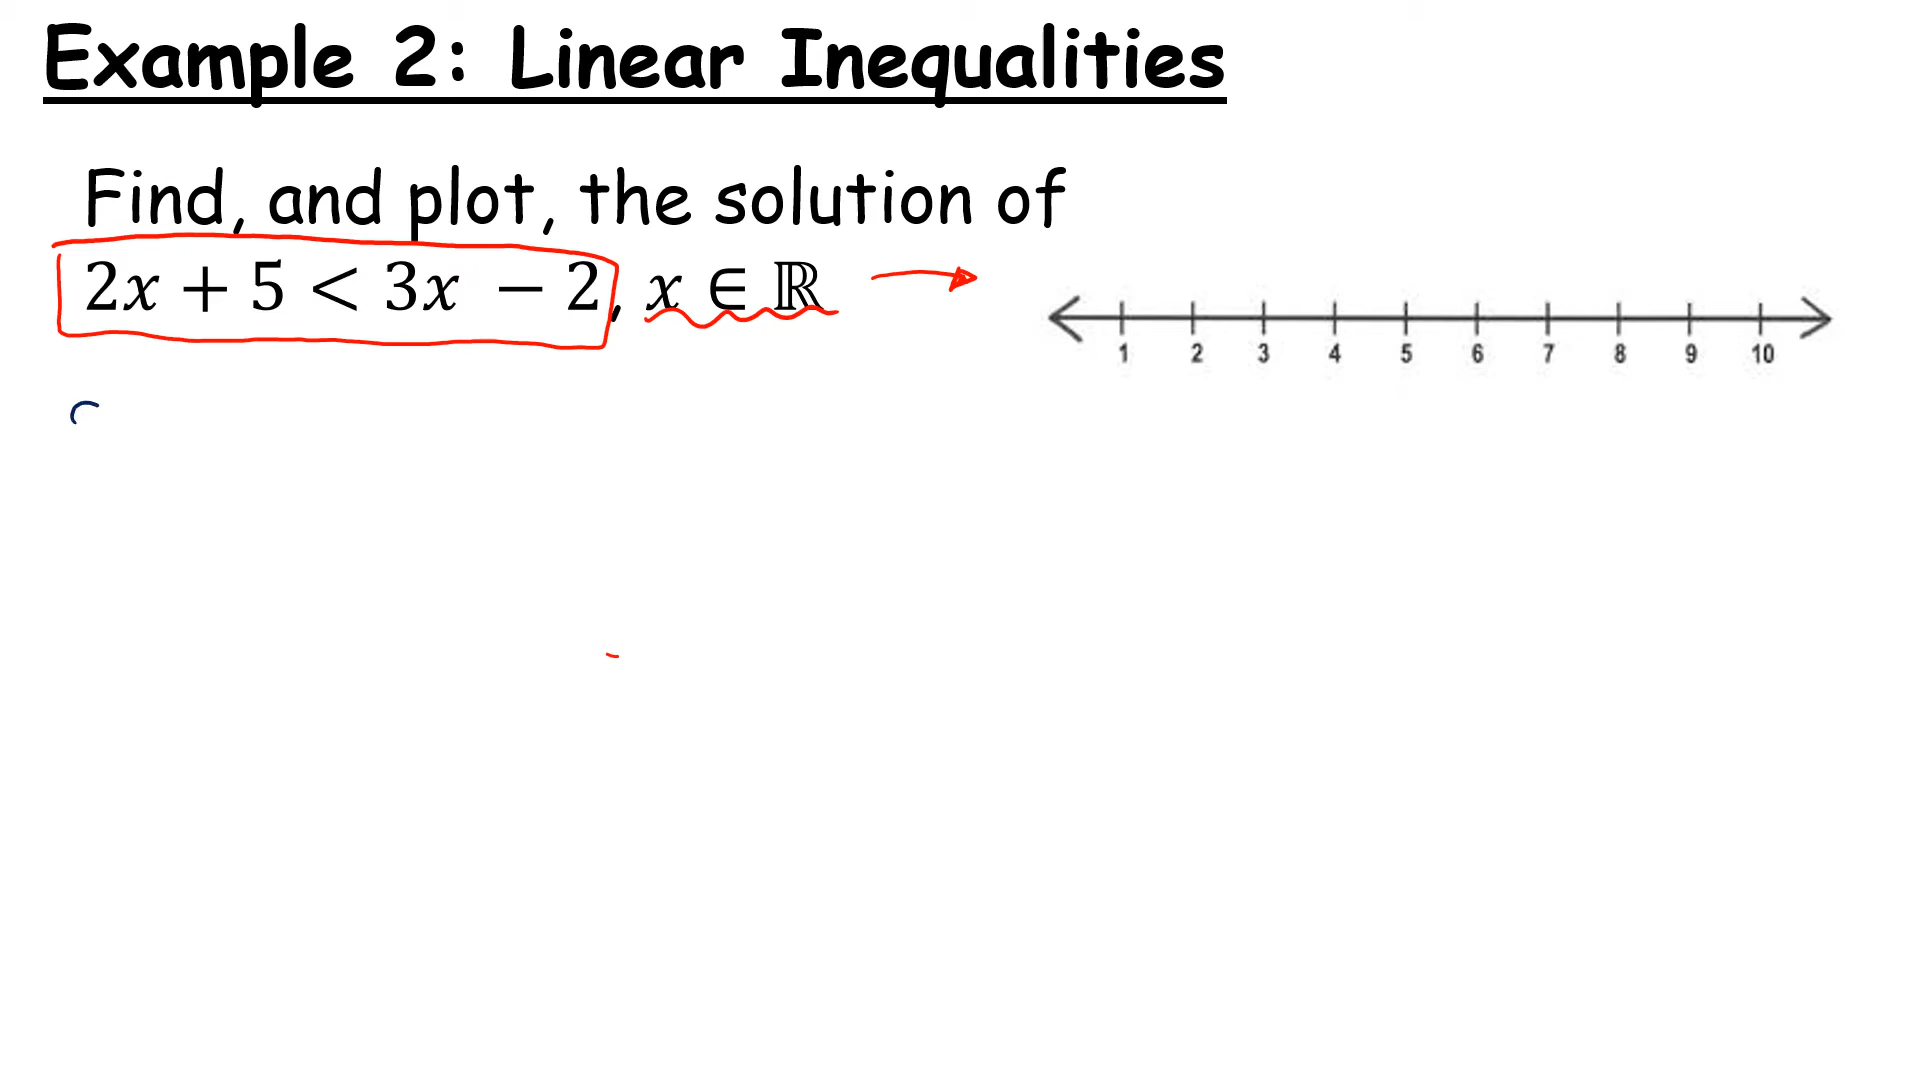 Example 2: Linear Inequalities
Find, and plot, the solution of
2x + 5 < 3x − 2, x ∈ ℝ
1 2 3 4 5 6 7 8 9 10